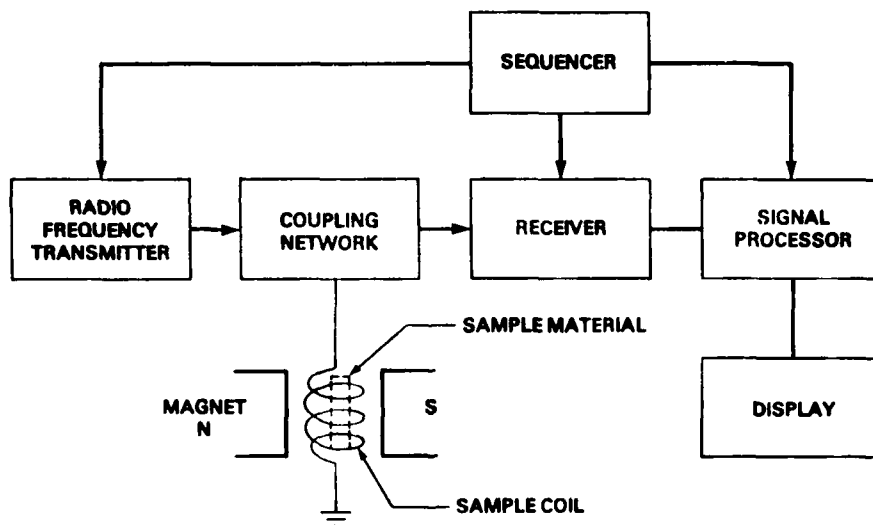 SEQUENCER
RADIO
FREQUENCY
TRANSMITTER
COUPLING
NETWORK
RECEIVER
SIGNAL
PROCESSOR
SAMPLE MATERIAL
MAGNET
N
S
DISPLAY
SAMPLE COIL